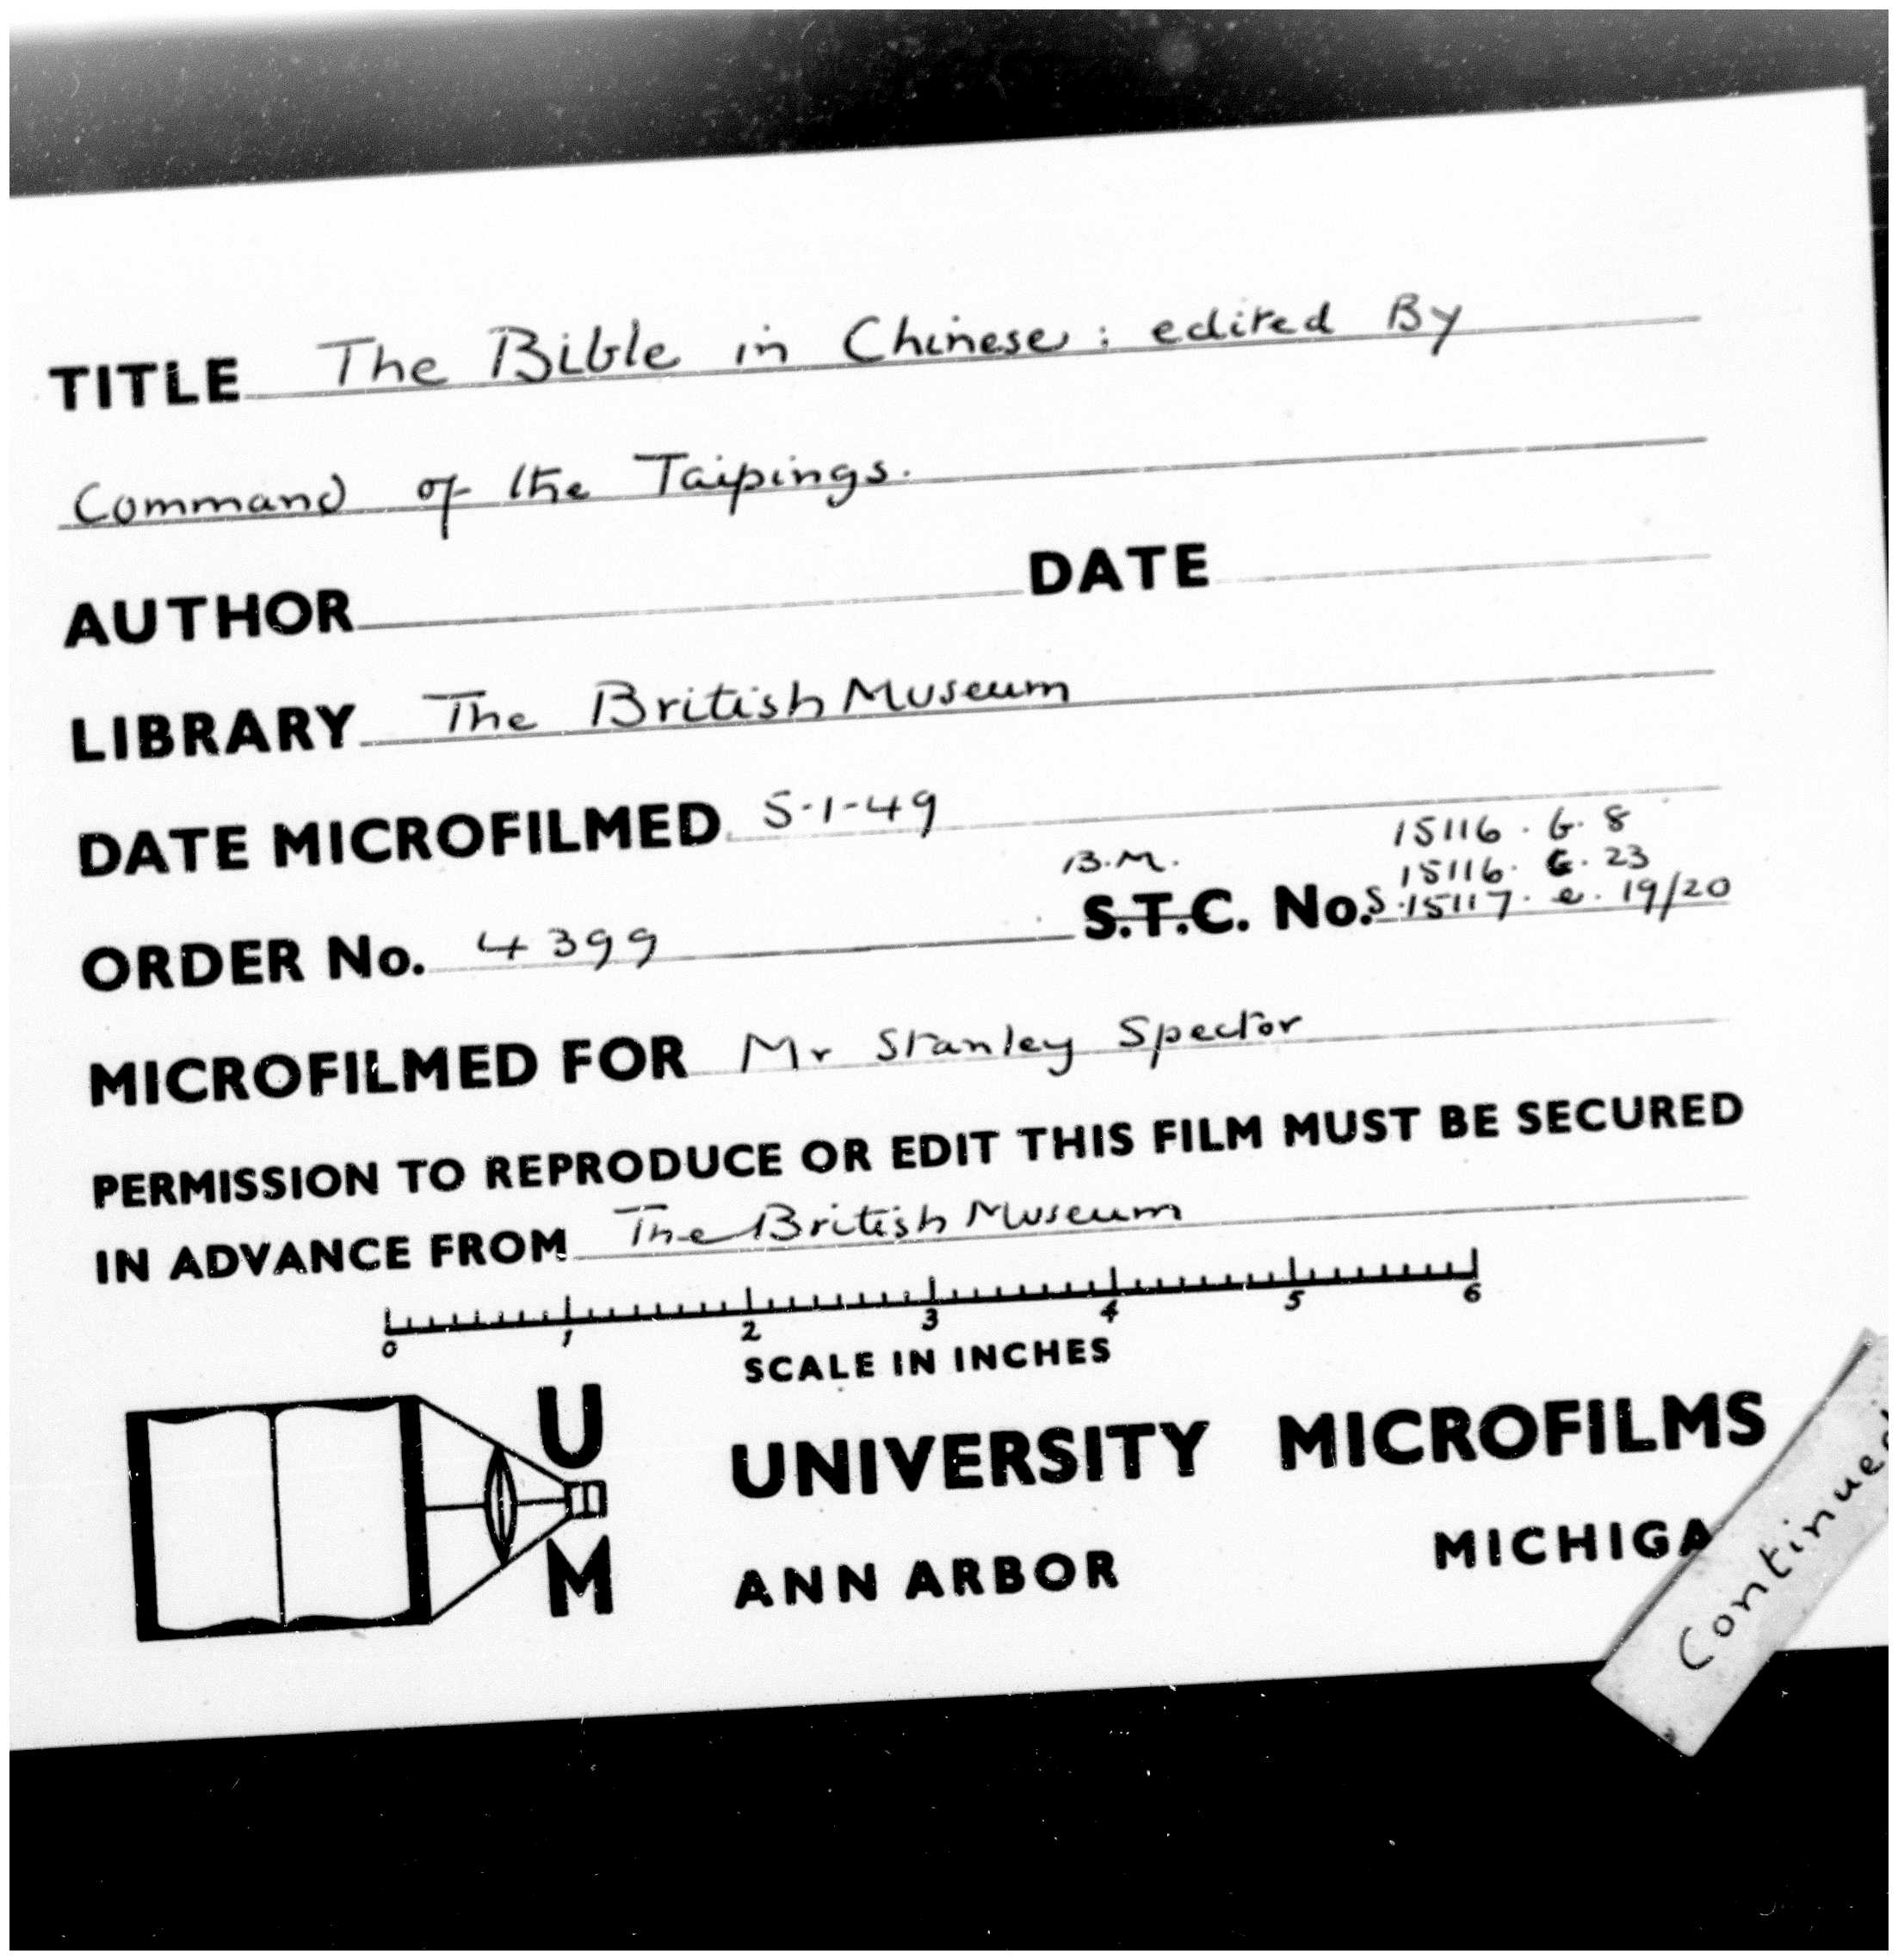 TITLE The Bible in Chinese: edited By
Command of the Taipings.
AUTHOR DATE
LIBRARY The British Museum
DATE MICROFILMED 5-1-49
15116. b. 8
B.M. 15116. 23
S.T.C. Nos. 15117. e. 19/20
ORDER No. 4399
MICROFILMED FOR Mr Stanley Spector
PERMISSION TO REPRODUCE OR EDIT THIS FILM MUST BE SECURED
IN ADVANCE FROM The British Museum
0 1 2 3 4 5 6
SCALE IN INCHES
U
M
UNIVERSITY MICROFILMS
ANN ARBOR MICHIGA
Continued